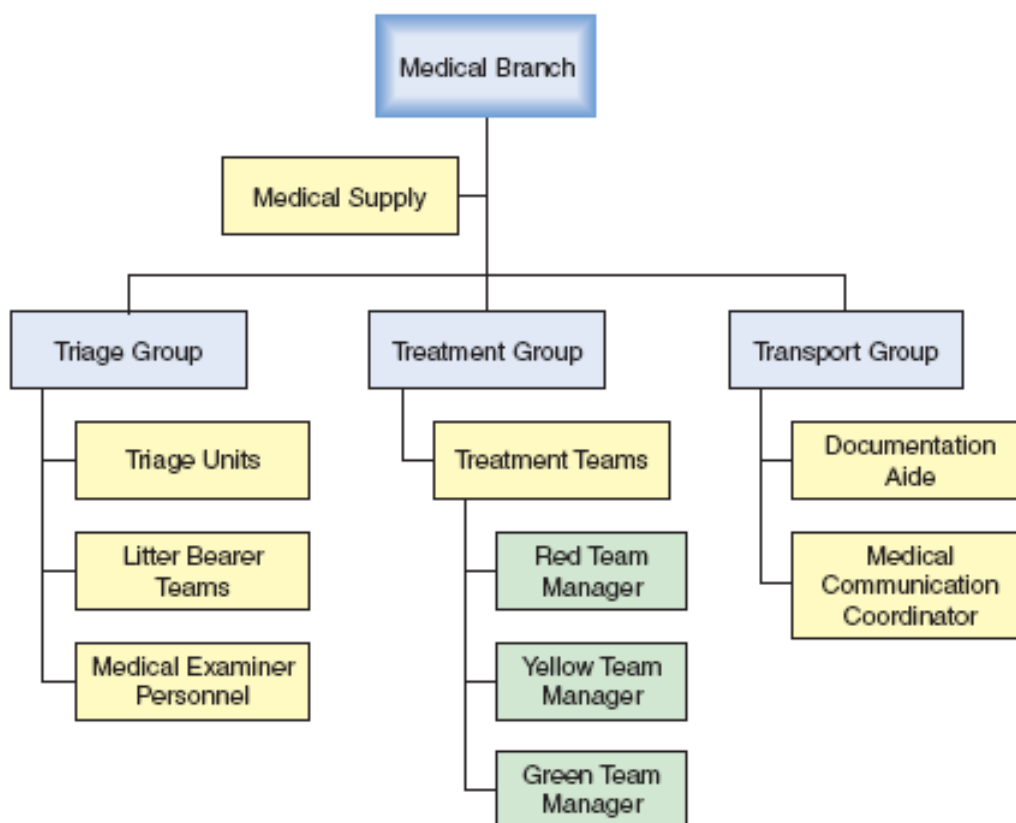 Medical Branch
Medical Supply
Triage Group
Treatment Group
Transport Group
Triage Units
Treatment Teams
Documentation
Aide
Litter Bearer
Teams
Red Team
Manager
Medical
Communication
Coordinator
Medical Examiner
Personnel
Yellow Team
Manager
Green Team
Manager